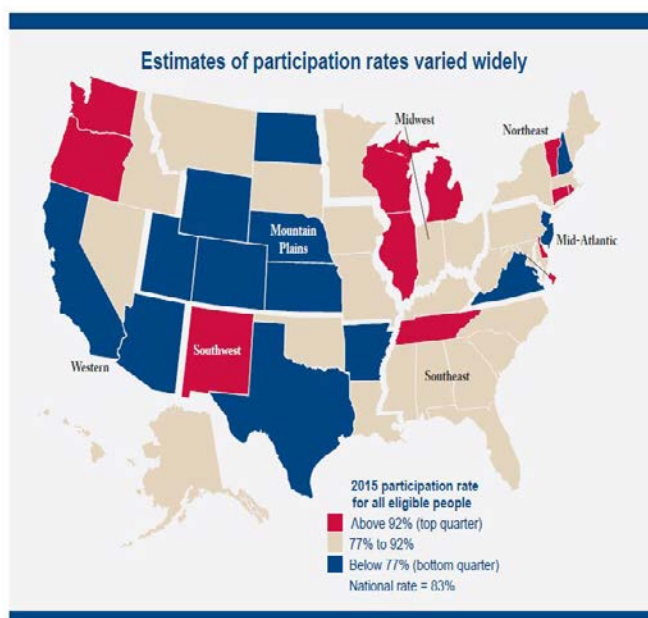 Estimates of participation rates varied widely
Midwest
Northeast
Mountain
Plains
Mid-Atlantic
Western
Southwest
Southeast
2015 participation rate
for all eligible people
Above 92% (top quarter)
77% to 92%
Below 77% (bottom quarter)
National rate = 83%